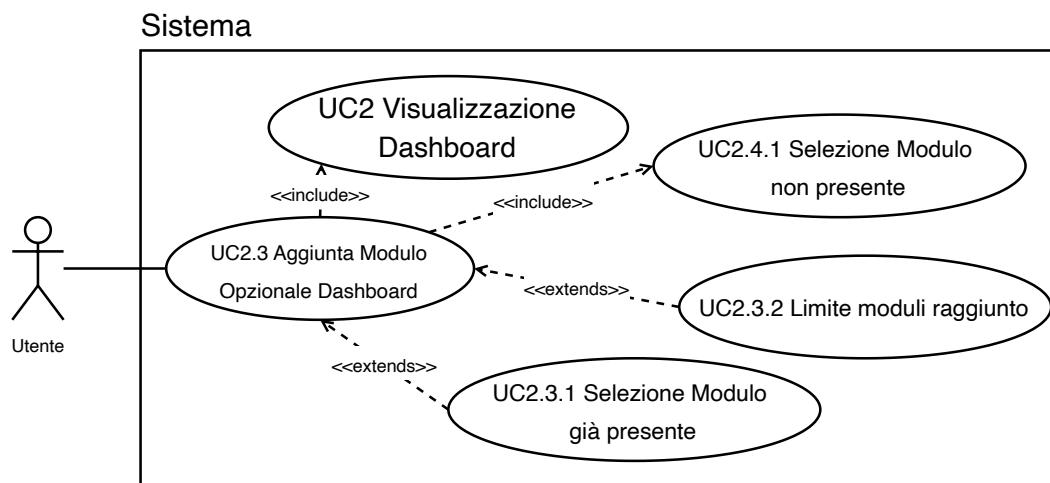 Sistema
UC2 Visualizzazione
Dashboard
UC2.4.1 Selezione Modulo
non presente
<<include>>
<<include>>
UC2.3 Aggiunta Modulo
Opzionale Dashboard
<<extends>>
UC2.3.2 Limite moduli raggiunto
Utente
<<extends>>
UC2.3.1 Selezione Modulo
già presente